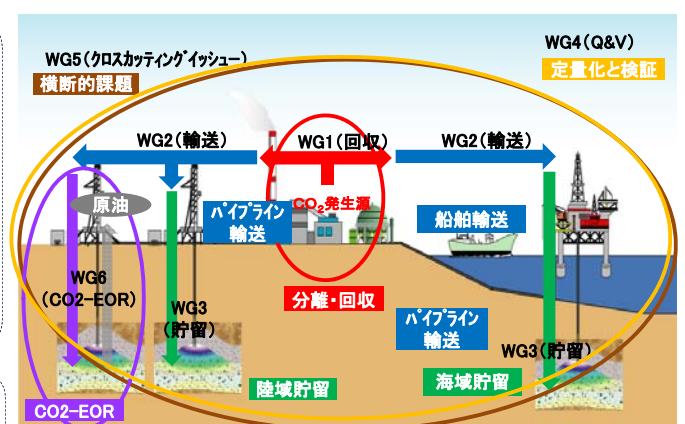 WG5(ｸﾛｽｶｯﾃｨﾝｸﾞｲｯｼｭｰ)
横断的課題
WG4(Q&V)
定量化と検証
WG2(輸送)
WG1(回収)
WG2(輸送)
原油
CO₂発生源
ﾊﾟｲﾌﾟﾗｲﾝ
輸送
船舶輸送
WG6
(CO2-EOR)
WG3
(貯留)
分離・回収
ﾊﾟｲﾌﾟﾗｲﾝ
輸送
WG3(貯留)
陸域貯留
海域貯留
CO2-EOR